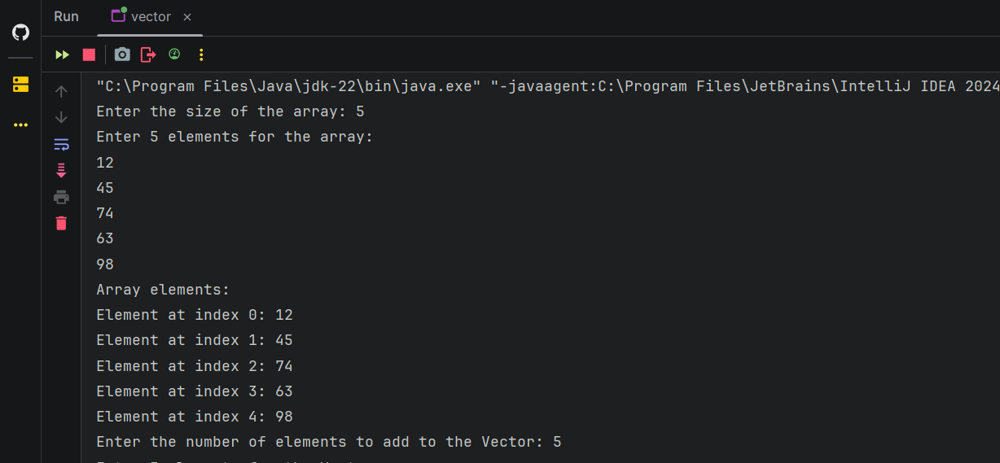 Run vector ×
"C:\Program Files\Java\jdk-22\bin\java.exe" "-javaagent:C:\Program Files\JetBrains\IntelliJ IDEA 2024
Enter the size of the array: 5
Enter 5 elements for the array:
12
45
74
63
98
Array elements:
Element at index 0: 12
Element at index 1: 45
Element at index 2: 74
Element at index 3: 63
Element at index 4: 98
Enter the number of elements to add to the Vector: 5